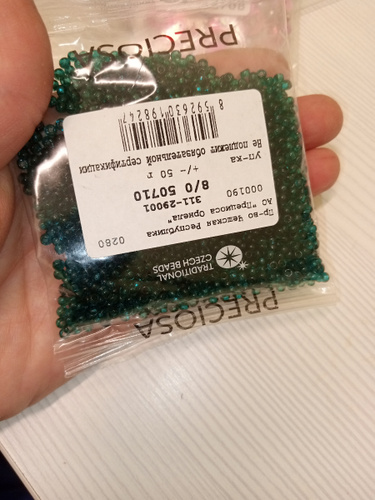 PRECIOSA
TRADITIONAL
CZECH BEADS
Пр-во Чешская Республика 0280
АО "Прециоса Орнела"
000190 311-29001
8/0 50710
Уп-ка +/- 50 г
Не подлежит обязательной сертификации
8 592630 198247
PRECIOSA